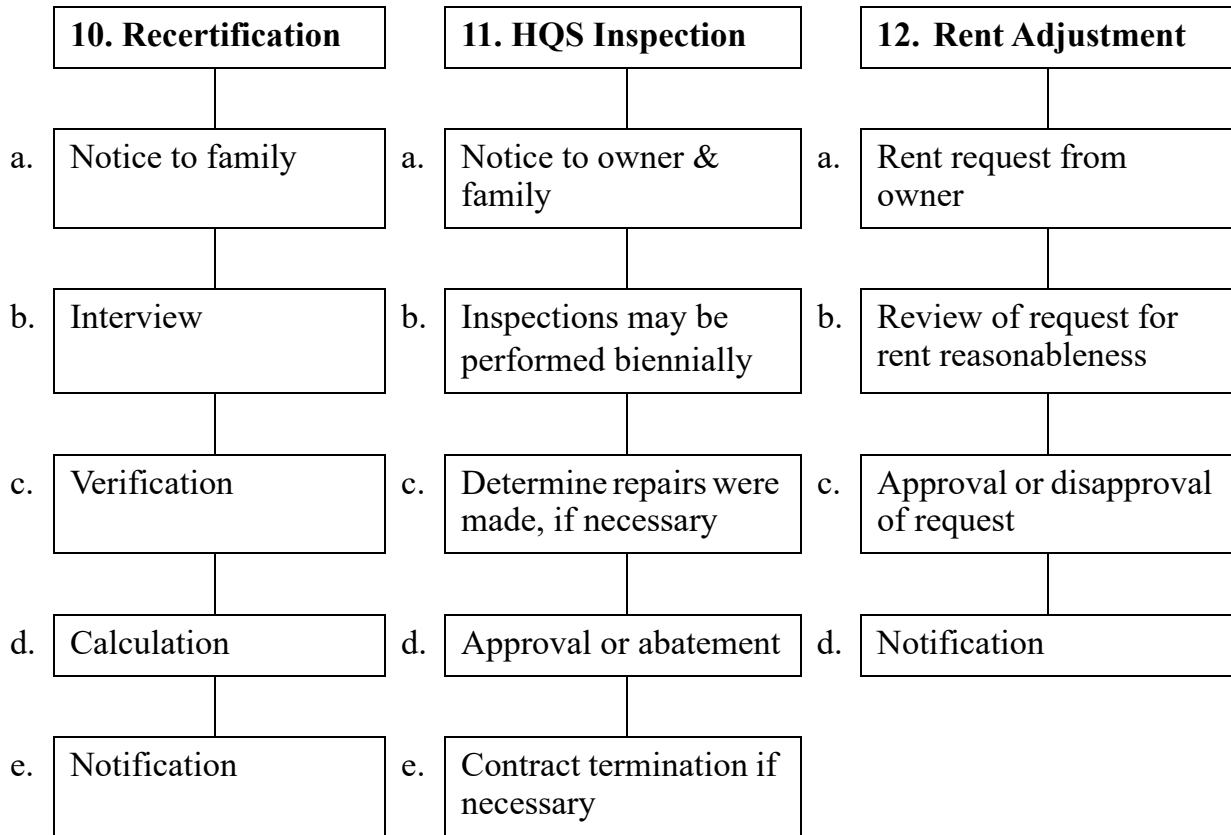 10. Recertification
a. Notice to family
b. Interview
c. Verification
d. Calculation
e. Notification
11. HQS Inspection
a. Notice to owner &
family
b. Inspections may be
performed biennially
c. Determine repairs were
made, if necessary
d. Approval or abatement
e. Contract termination if
necessary
12. Rent Adjustment
a. Rent request from
owner
b. Review of request for
rent reasonableness
c. Approval or disapproval
of request
d. Notification